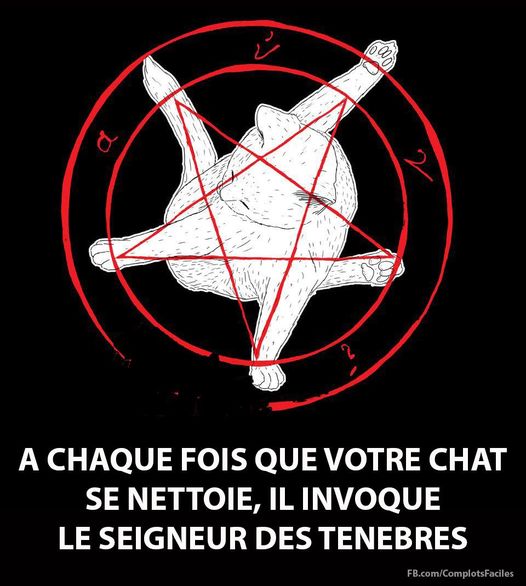 A CHAQUE FOIS QUE VOTRE CHAT
SE NETTOIE, IL INVOQUE
LE SEIGNEUR DES TENEBRES
FB.com/ComplotsFaciles